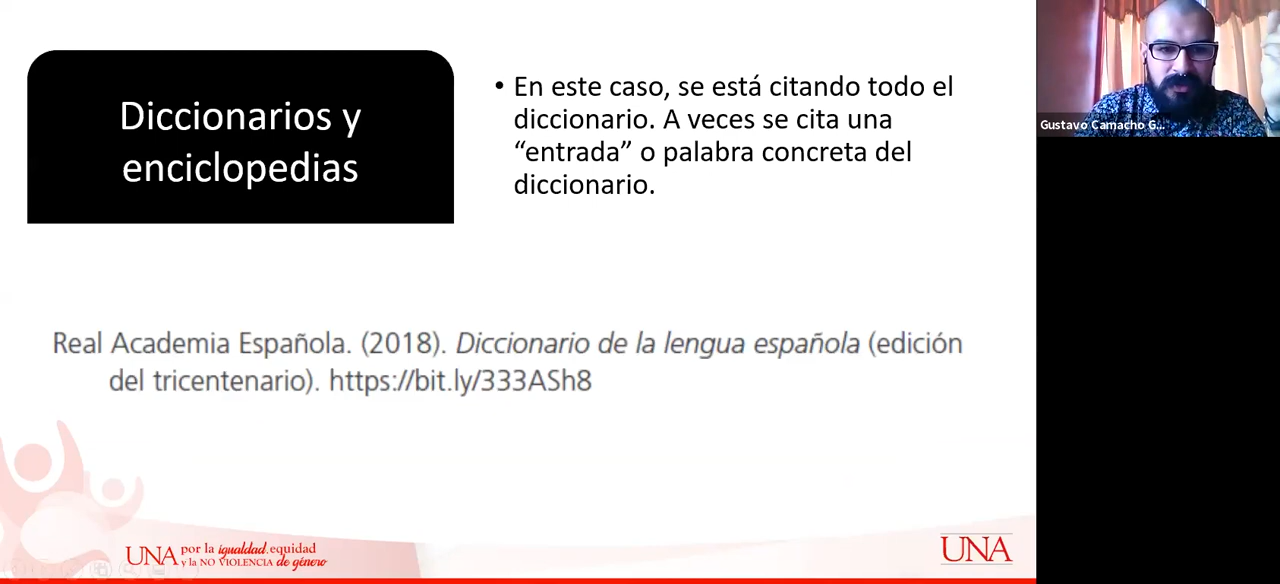 Diccionarios y
enciclopedias
• En este caso, se está citando todo el
diccionario. A veces se cita una
“entrada” o palabra concreta del
diccionario.
Real Academia Española. (2018). Diccionario de la lengua española (edición
del tricentenario). https://bit.ly/333ASh8
UNA por la igualdad, equidad
y la NO VIOLENCIA de género
UNA
Gustavo Camacho G...